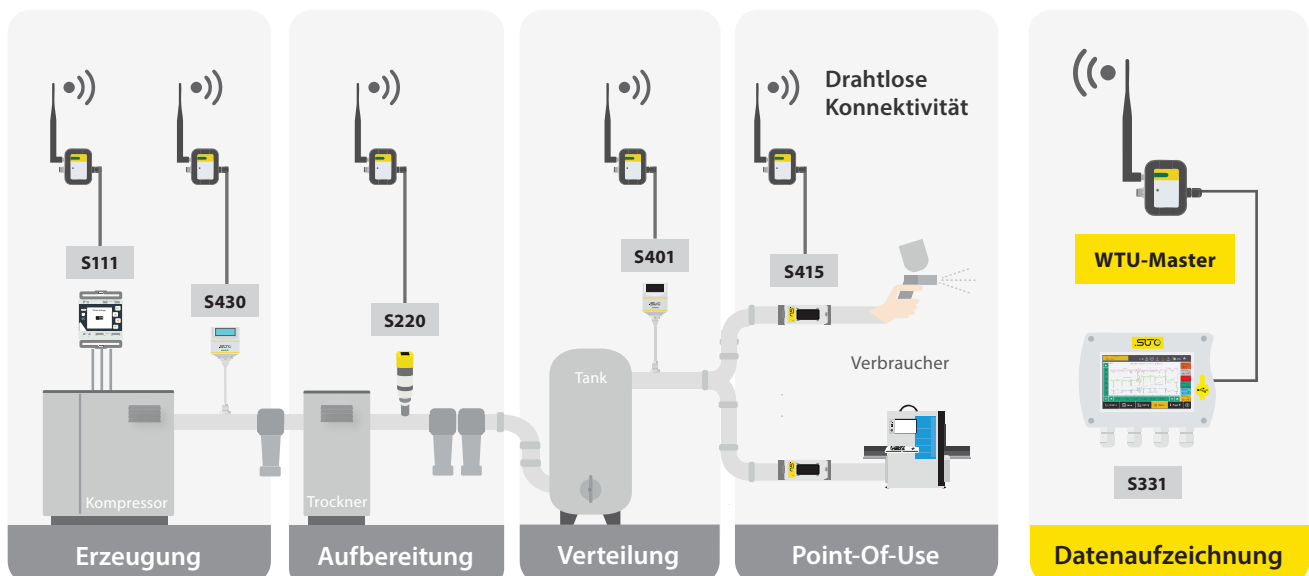 Drahtlose
Konnektivität
S111
S430
S220
S401
S415
WTU-Master
Verbraucher
Tank
Kompressor
Trockner
SUTO
S331
Erzeugung
Aufbereitung
Verteilung
Point-Of-Use
Datenaufzeichnung